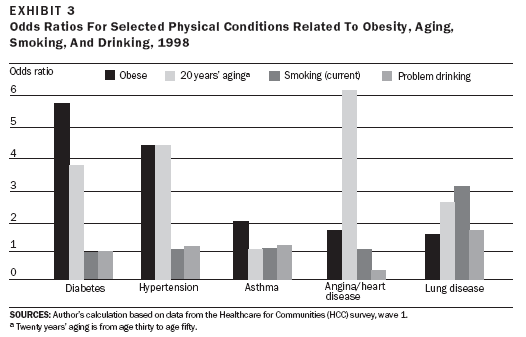 EXHIBIT 3
Odds Ratios For Selected Physical Conditions Related To Obesity, Aging,
Smoking, And Drinking, 1998
Odds ratio
Obese
20 years' agingᵃ
Smoking (current)
Problem drinking
6
5
4
3
2
1
0
Diabetes
Hypertension
Asthma
Angina/heart
disease
Lung disease
SOURCES: Author's calculation based on data from the Healthcare for Communities (HCC) survey, wave 1.
ᵃ Twenty years' aging is from age thirty to age fifty.